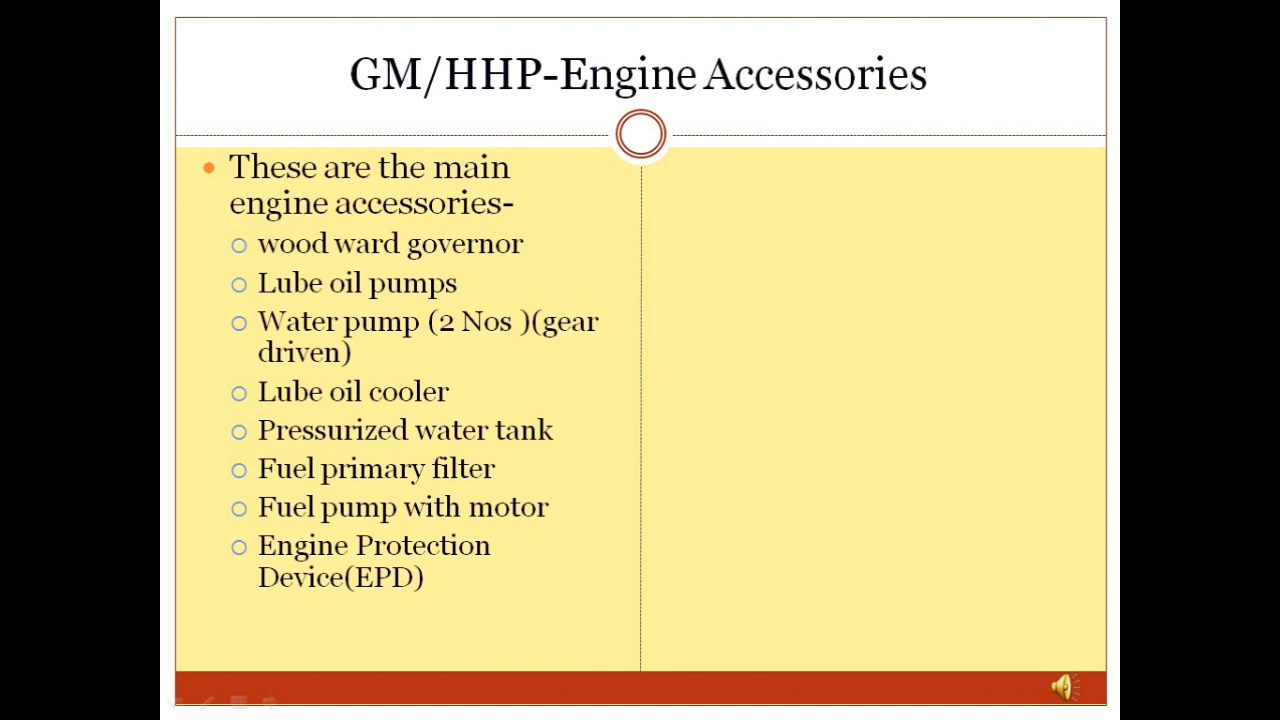 GM/HHP-Engine Accessories
These are the main
engine accessories-
wood ward governor
Lube oil pumps
Water pump (2 Nos )(gear
driven)
Lube oil cooler
Pressurized water tank
Fuel primary filter
Fuel pump with motor
Engine Protection
Device(EPD)